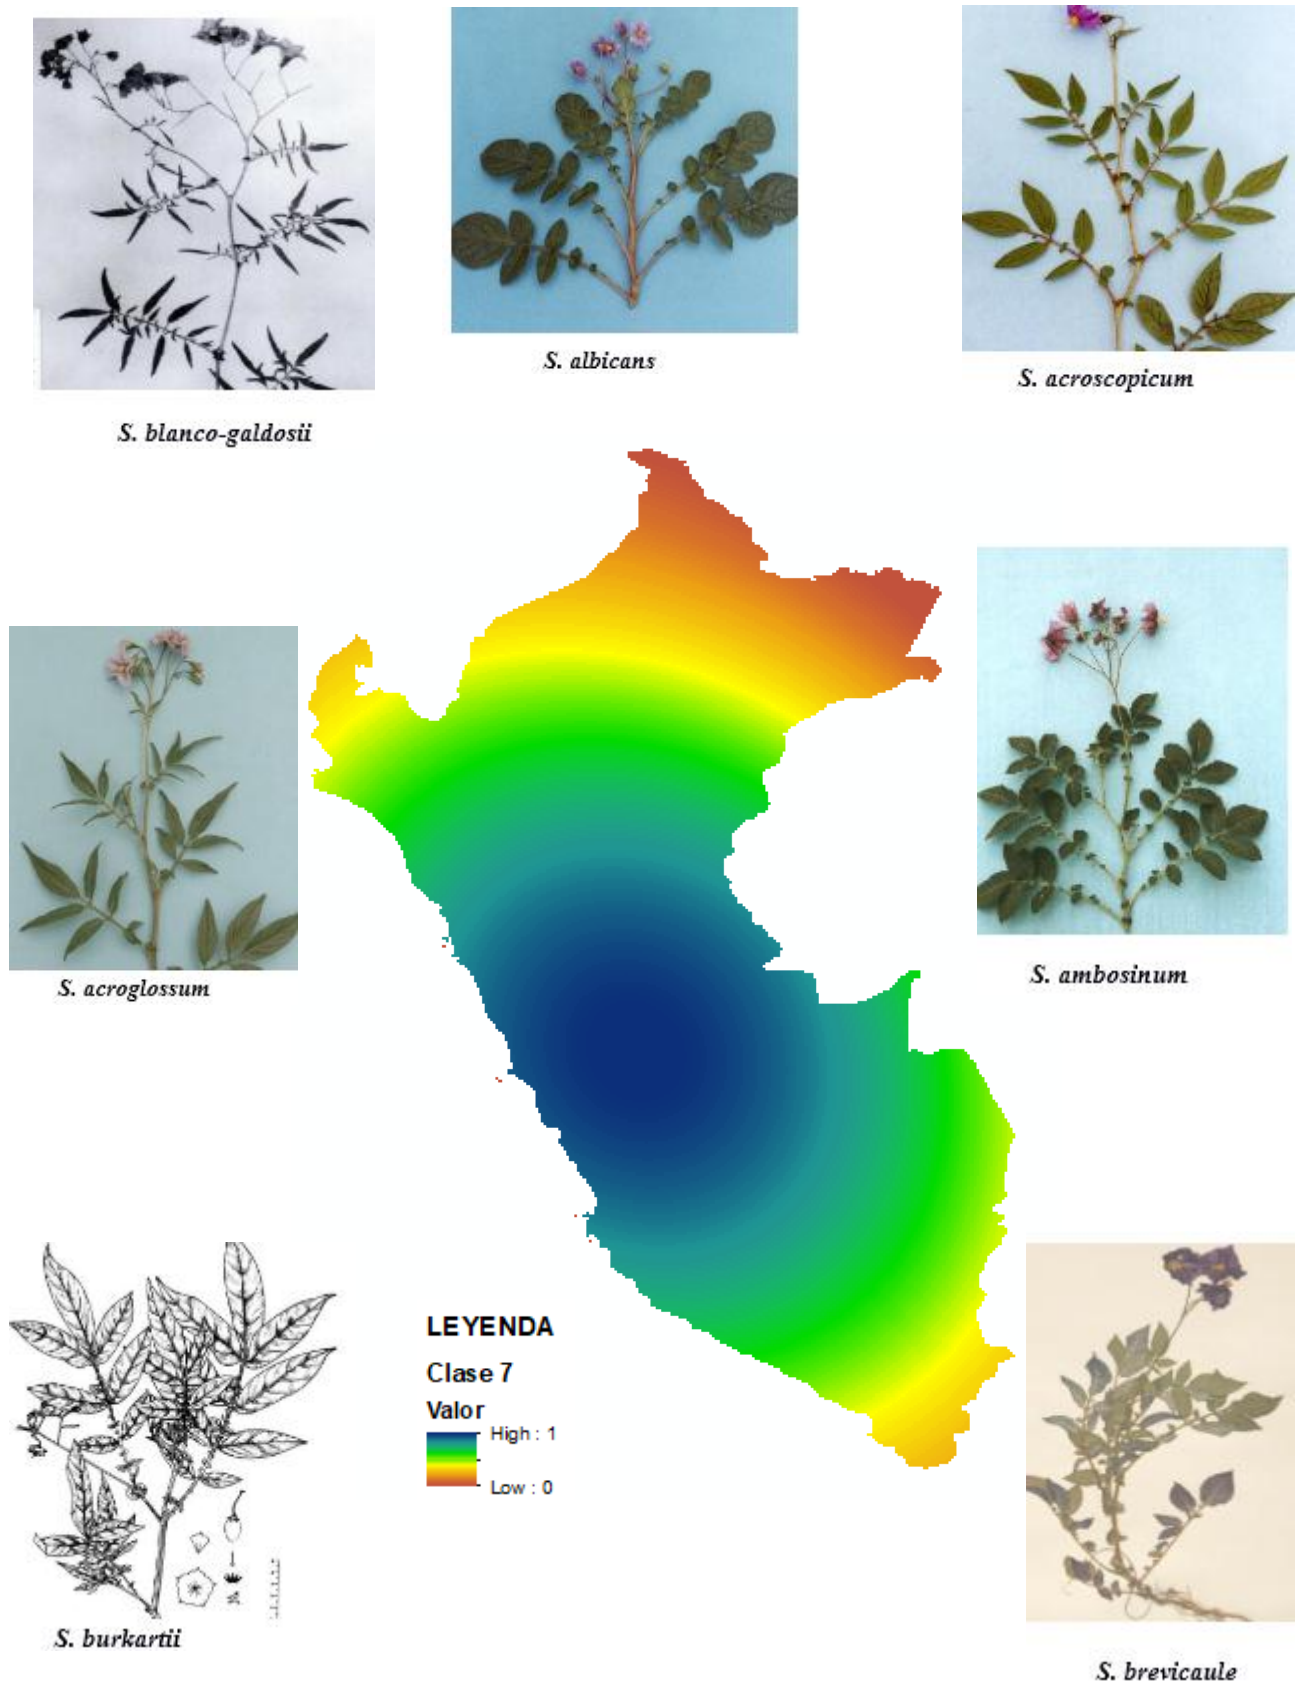 S. albicans
S. acroscopicum
S. blanco-galdosii
S. acroglossum
S. ambosinum
LEYENDA
Clase 7
Valor
High : 1
Low : 0
S. burkartii
S. brevicaule